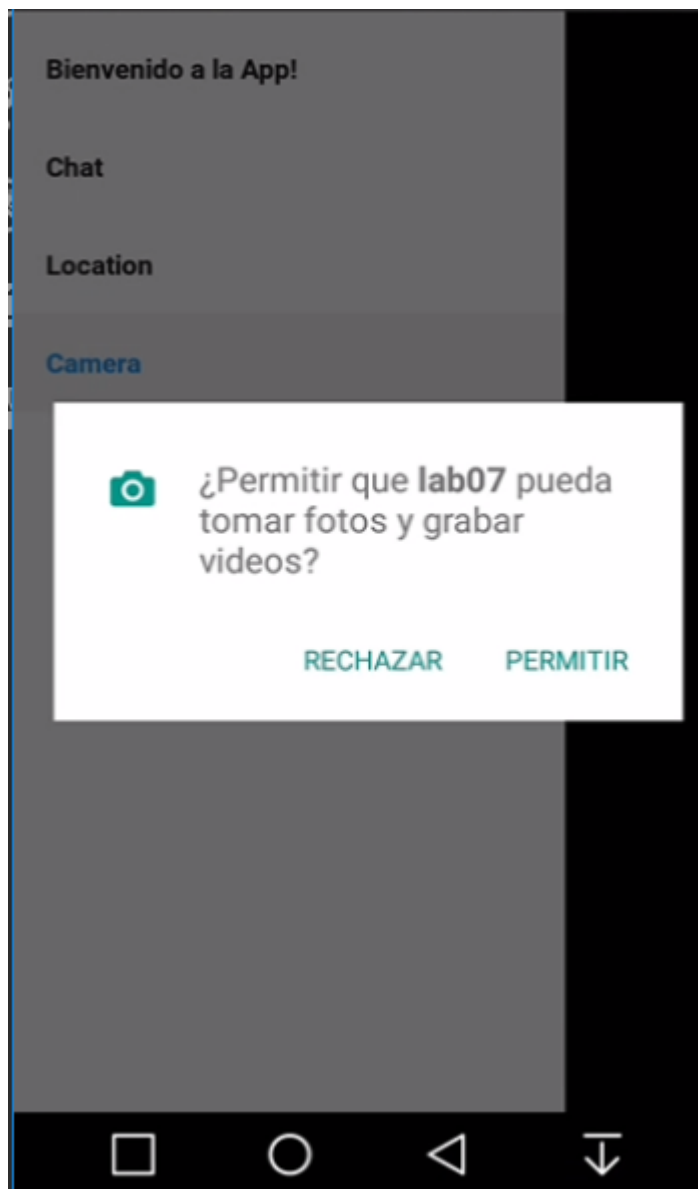 Bienvenido a la App!
Chat
Location
Camera
¿Permitir que lab07 pueda
tomar fotos y grabar
videos?
RECHAZAR PERMITIR